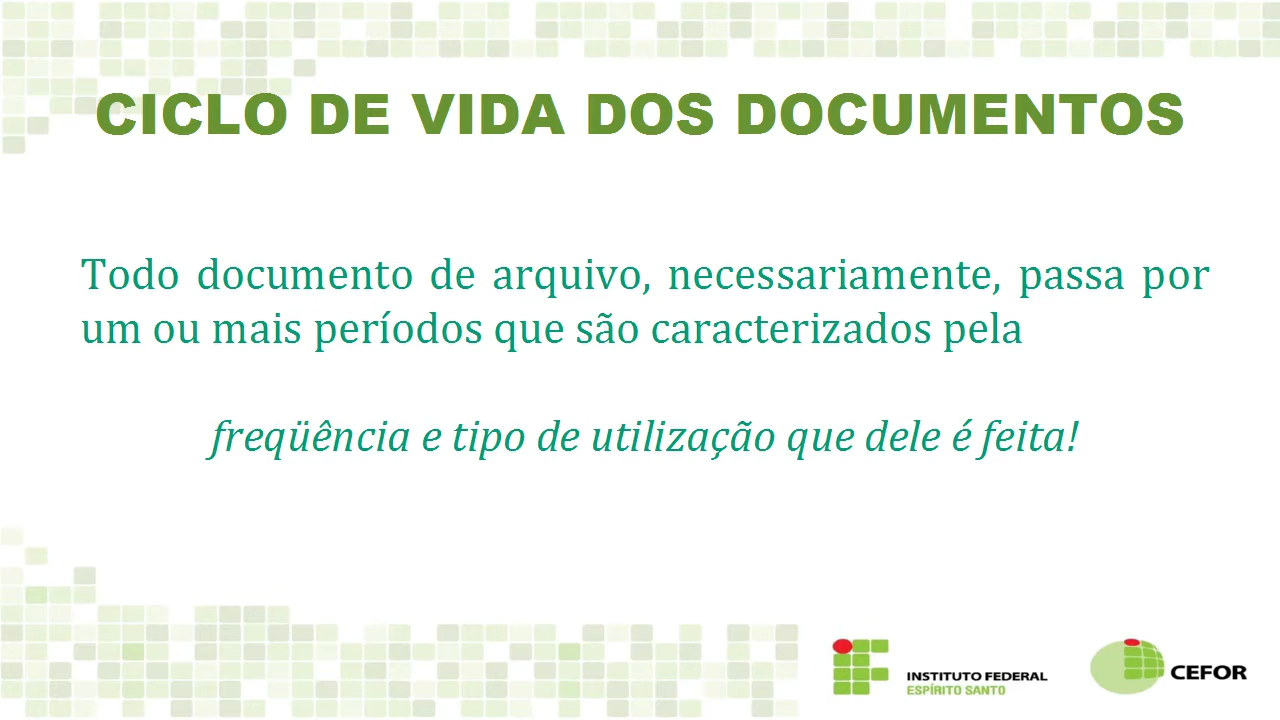 CICLO DE VIDA DOS DOCUMENTOS
Todo documento de arquivo, necessariamente, passa por
um ou mais períodos que são caracterizados pela
freqüência e tipo de utilização que dele é feita!
INSTITUTO FEDERAL
ESPÍRITO SANTO
CEFOR